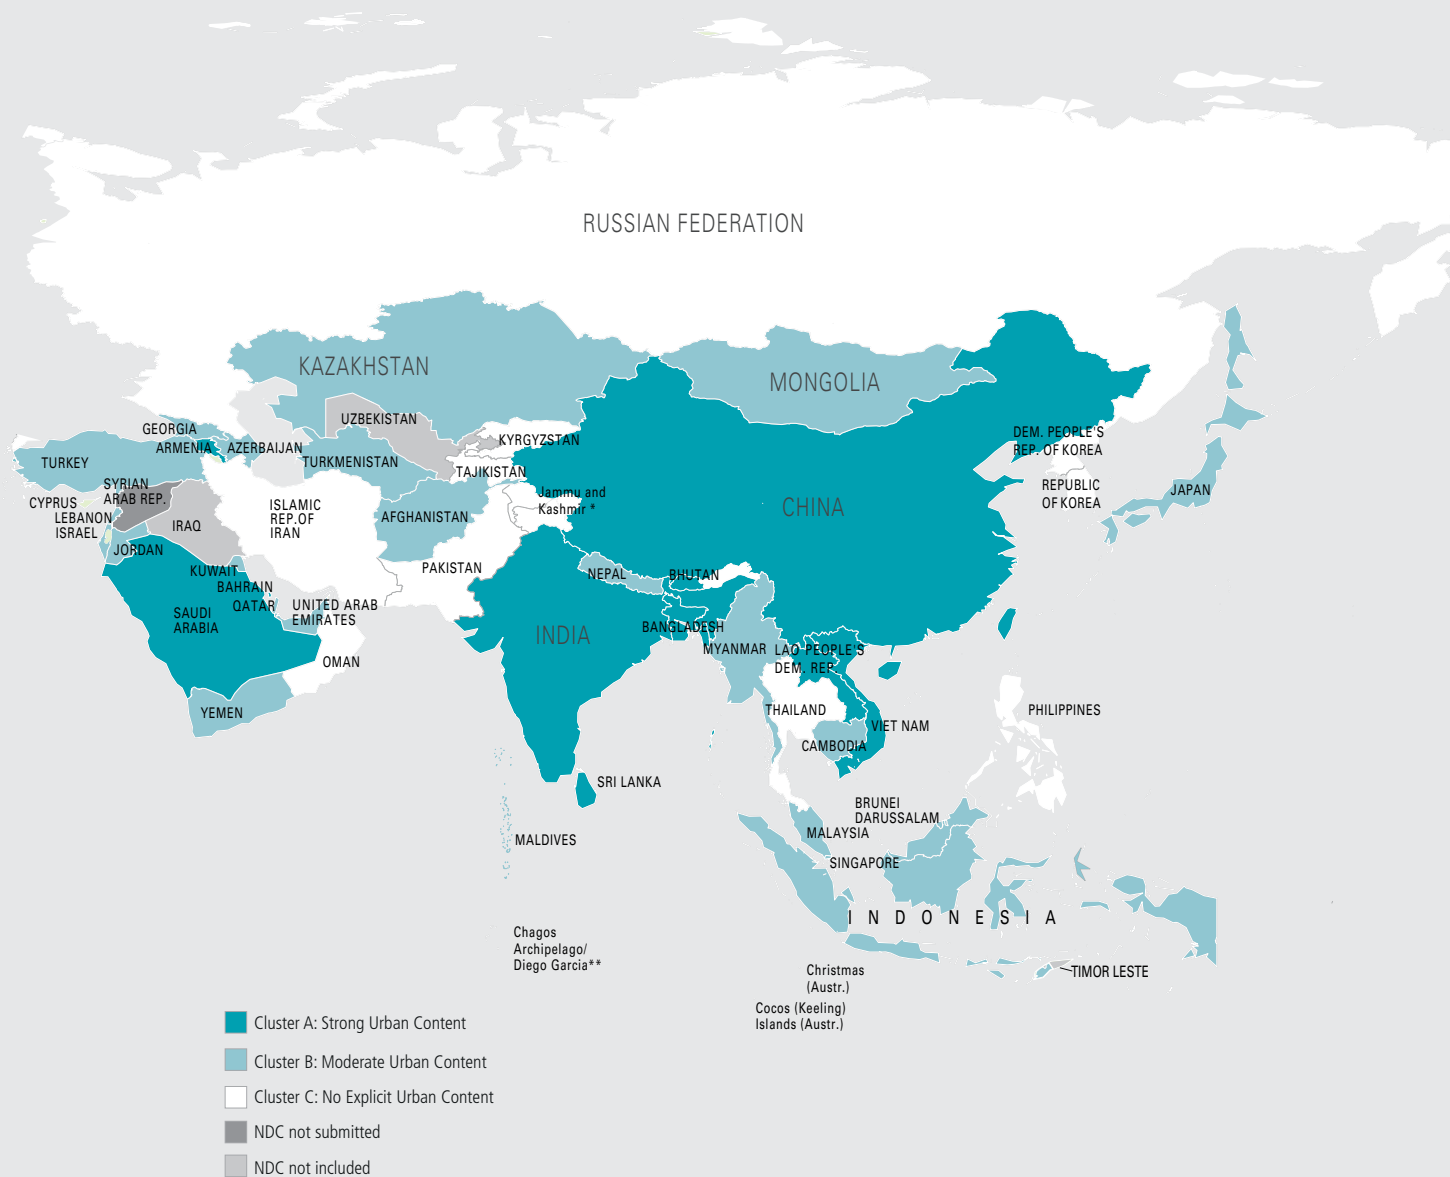 RUSSIAN FEDERATION
KAZAKHSTAN
MONGOLIA
UZBEKISTAN
GEORGIA
ARMENIA
AZERBAIJAN
KYRGYZSTAN
DEM. PEOPLE'S
REP. OF KOREA
TURKEY
TURKMENISTAN
TAJIKISTAN
SYRIAN
ARAB REP.
REPUBLIC
OF KOREA
JAPAN
CYPRUS
LEBANON
ISRAEL
IRAQ
ISLAMIC
REP.OF
IRAN
AFGHANISTAN
Jammu and
Kashmir *
CHINA
JORDAN
KUWAIT
BAHRAIN
QATAR
UNITED ARAB
EMIRATES
PAKISTAN
NEPAL
BHUTAN
SAUDI
ARABIA
INDIA
BANGLADESH
MYANMAR
LAO PEOPLE'S
DEM. REP.
OMAN
YEMEN
THAILAND
VIET NAM
PHILIPPINES
CAMBODIA
SRI LANKA
BRUNEI
DARUSSALAM
MALDIVES
MALAYSIA
SINGAPORE
INDONESIA
Chagos
Archipelago/
Diego Garcia**
Christmas
(Austr.)
TIMOR LESTE
Cocos (Keeling)
Islands (Austr.)
Cluster A: Strong Urban Content
Cluster B: Moderate Urban Content
Cluster C: No Explicit Urban Content
NDC not submitted
NDC not included